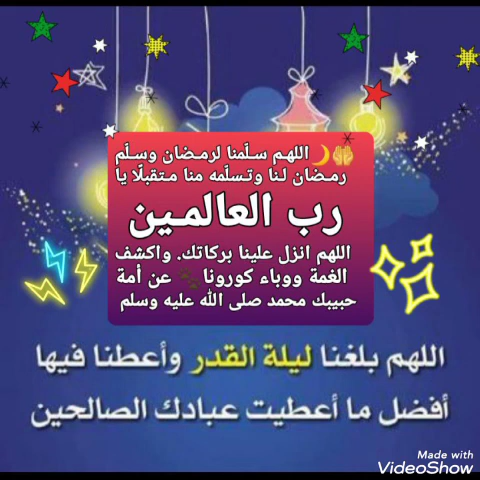 اللهم سلّمنا لرمضان وسلّم
رمضان لنا وتسلّمه منا متقبلًا يا
رب العالمين
اللهم انزل علينا بركاتك. واكشف
الغمة ووباء كورونا عن أمة
حبيبك محمد صلى الله عليه وسلم
اللهم بلغنا ليلة القدر وأعطنا فيها
أفضل ما أعطيت عبادك الصالحين
Made with
VideoShow